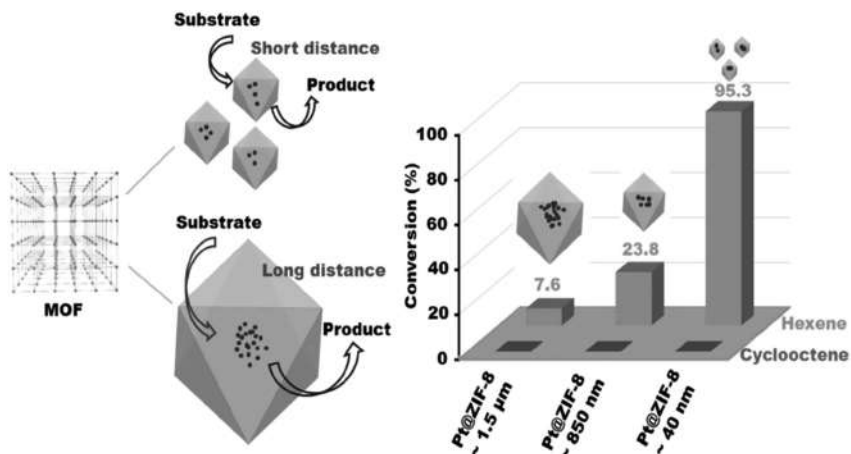 Substrate
Short distance
Product
MOF
Substrate
Long distance
Product
Conversion (%)
100
80
60
40
20
0
7.6
23.8
95.3
Hexene
Cyclooctene
Pt@ZIF-8
~ 1.5 μm
Pt@ZIF-8
~ 850 nm
Pt@ZIF-8
~ 40 nm